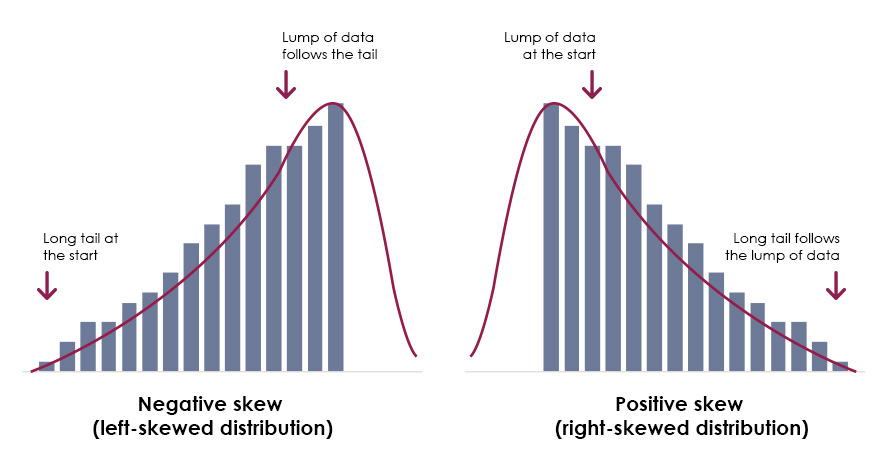 Lump of data
follows the tail
Long tail at
the start
Negative skew
(left-skewed distribution)
Lump of data
at the start
Long tail follows
the lump of data
Positive skew
(right-skewed distribution)